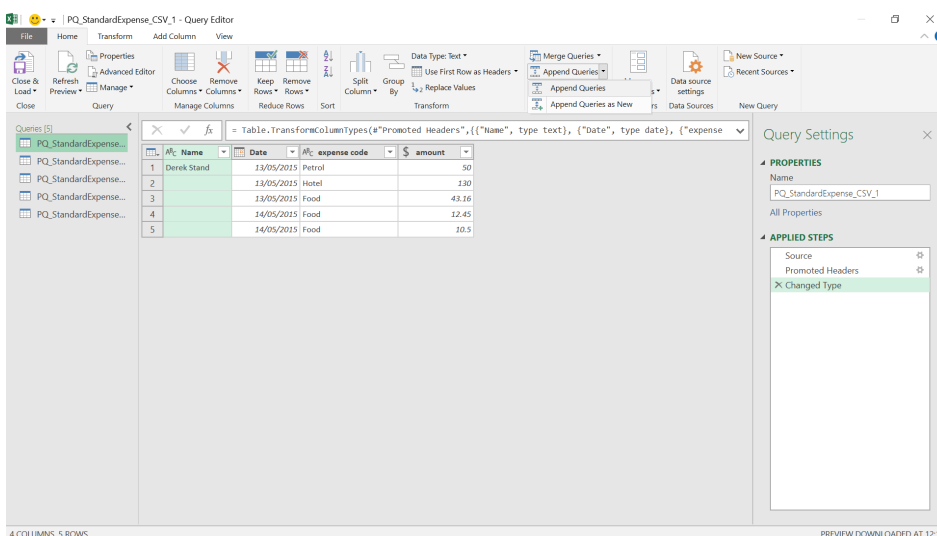 PQ_StandardExpense_CSV_1 - Query Editor
File Home Transform Add Column View
Close & Load
Refresh Preview
Properties
Advanced Editor
Manage
Choose Columns
Remove Columns
Keep Rows
Remove Rows
Split Column
Group By
Data Type: Text
Use First Row as Headers
Replace Values
Merge Queries
Append Queries
Append Queries
Append Queries as New
Data source settings
New Source
Recent Sources
Close Query Manage Columns Reduce Rows Sort Transform Data Sources New Query
Queries [5]
PQ_StandardExpense...
PQ_StandardExpense...
PQ_StandardExpense...
PQ_StandardExpense...
PQ_StandardExpense...
fx = Table.TransformColumnTypes(#"Promoted Headers",{{"Name", type text}, {"Date", type date}, {"expense
ABC Name Date ABC expense code $ amount
1 Derek Stand 13/05/2015 Petrol 50
2 13/05/2015 Hotel 130
3 13/05/2015 Food 43.16
4 14/05/2015 Food 12.45
5 14/05/2015 Food 10.5
Query Settings
PROPERTIES
Name
PQ_StandardExpense_CSV_1
All Properties
APPLIED STEPS
Source
Promoted Headers
Changed Type
4 COLUMNS, 5 ROWS
PREVIEW DOWNLOADED AT 12: